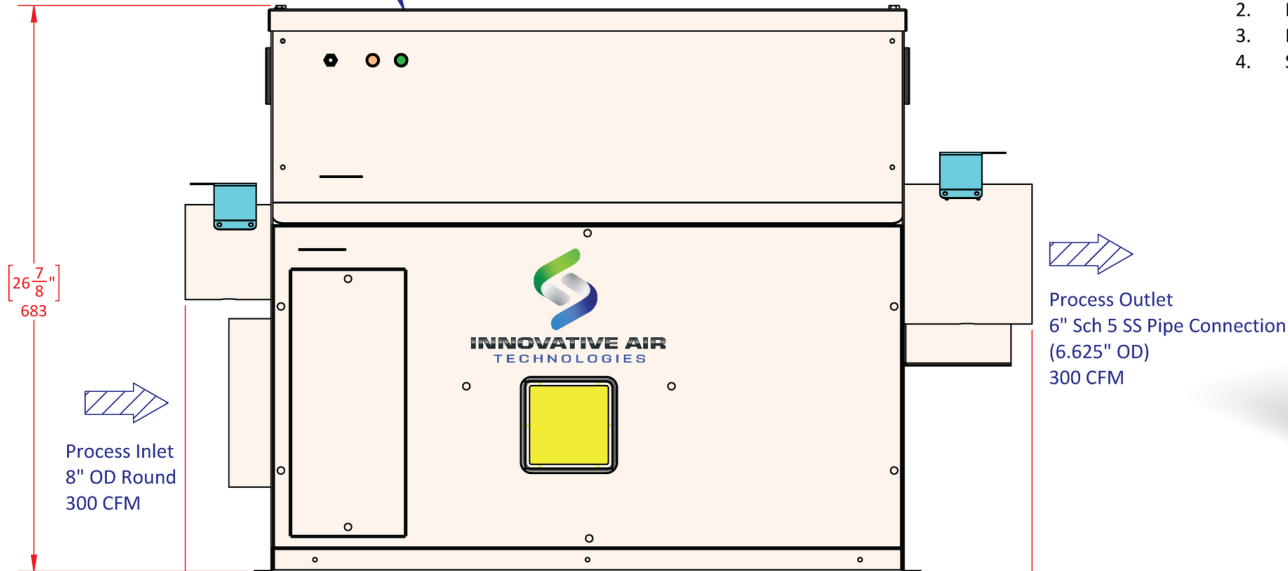 2.
3.
4.
[26 7/8"]
683
INNOVATIVE AIR
TECHNOLOGIES
Process Outlet
6" Sch 5 SS Pipe Connection
(6.625" OD)
300 CFM
Process Inlet
8" OD Round
300 CFM